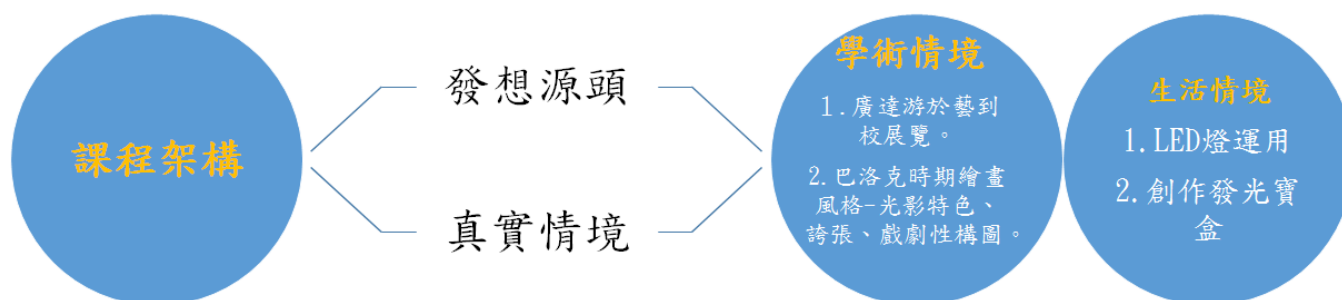 課程架構
發想源頭
真實情境
學術情境
1.廣達游於藝到
校展覽。
2.巴洛克時期繪畫
風格-光影特色、
誇張、戲劇性構圖。
生活情境
1.LED燈運用
2.創作發光寶
盒